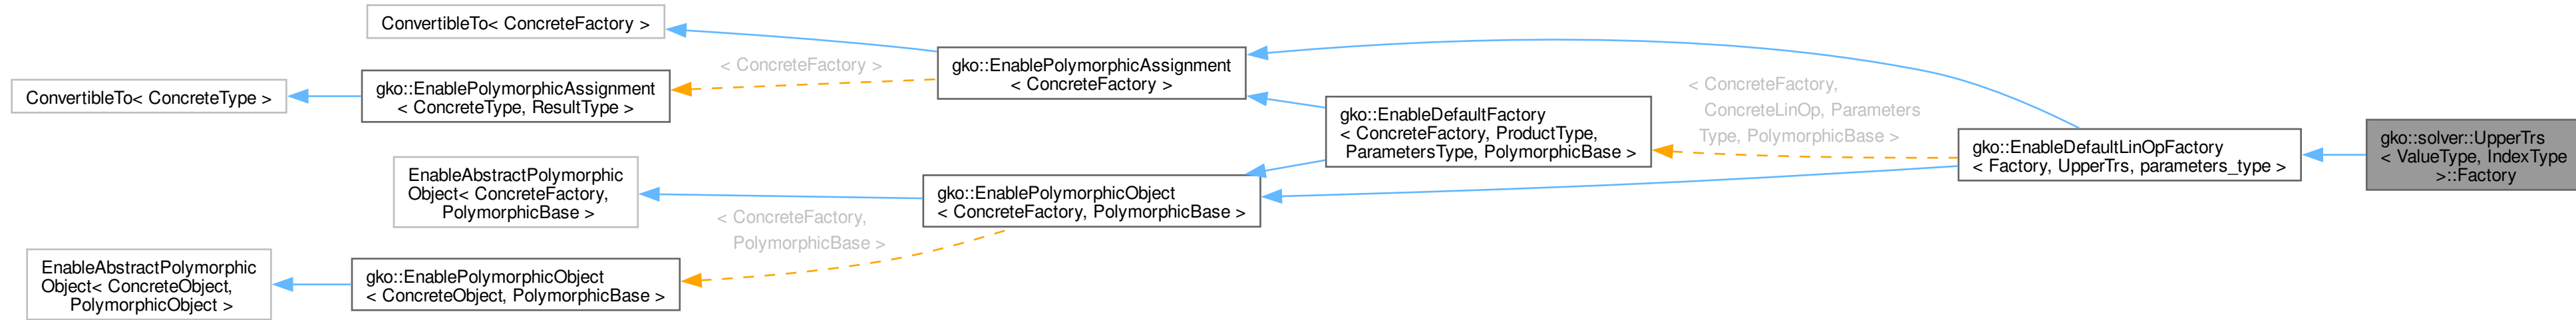 ConvertibleTo< ConcreteFactory >
ConvertibleTo< ConcreteType >
gko::EnablePolymorphicAssignment
< ConcreteType, ResultType >
< ConcreteFactory >
gko::EnablePolymorphicAssignment
< ConcreteFactory >
EnableAbstractPolymorphic
Object< ConcreteFactory,
PolymorphicBase >
EnableAbstractPolymorphic
Object< ConcreteObject,
PolymorphicObject >
gko::EnablePolymorphicObject
< ConcreteObject, PolymorphicBase >
< ConcreteFactory,
PolymorphicBase >
gko::EnablePolymorphicObject
< ConcreteFactory, PolymorphicBase >
gko::EnableDefaultFactory
< ConcreteFactory, ProductType,
ParametersType, PolymorphicBase >
< ConcreteFactory,
ConcreteLinOp, Parameters
Type, PolymorphicBase >
gko::EnableDefaultLinOpFactory
< Factory, UpperTrs, parameters_type >
gko::solver::UpperTrs
< ValueType, IndexType
>::Factory